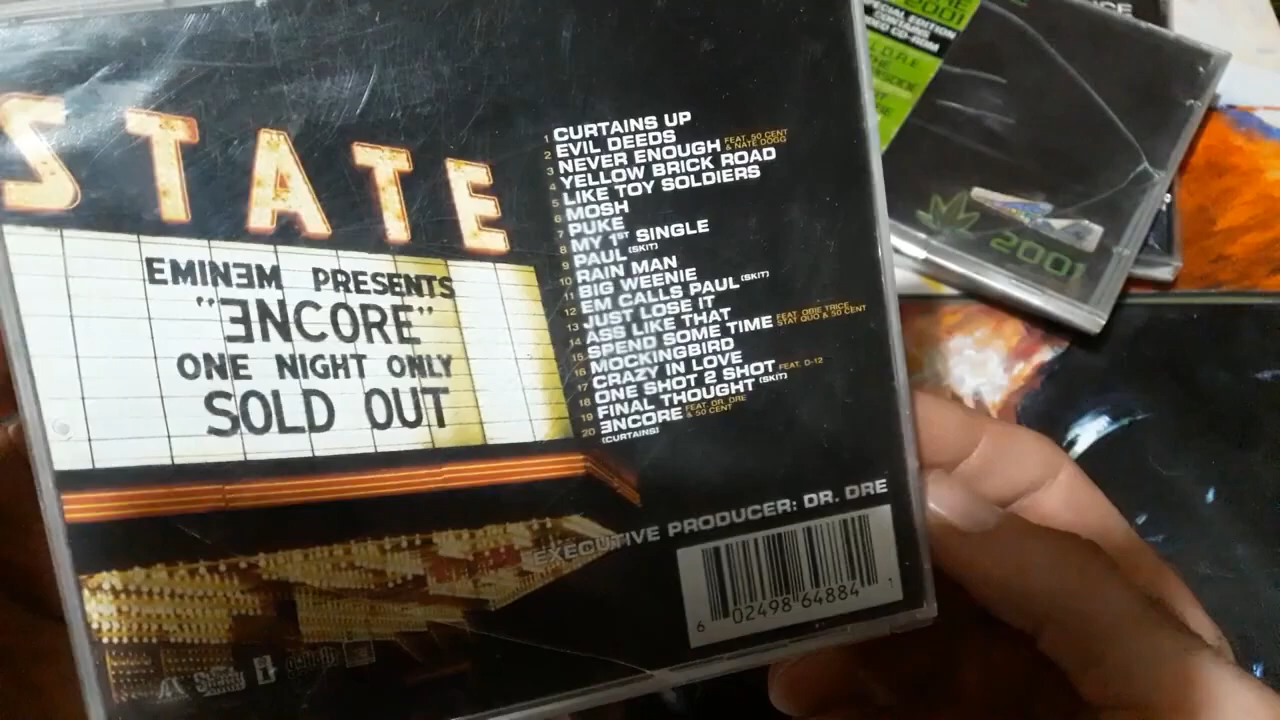 STATE
EMINƎM PRESENTS
"ƎNCORE"
ONE NIGHT ONLY
SOLD OUT
1 CURTAINS UP
2 EVIL DEEDS
3 NEVER ENOUGH FEAT. 50 CENT & NATE DOGG
4 YELLOW BRICK ROAD
5 LIKE TOY SOLDIERS
6 MOSH
7 PUKE
8 MY 1ST SINGLE
9 PAUL (SKIT)
10 RAIN MAN
11 BIG WEENIE
12 EM CALLS PAUL (SKIT)
13 JUST LOSE IT
14 ASS LIKE THAT
15 SPEND SOME TIME FEAT. OBIE TRICE, STAT QUO & 50 CENT
16 MOCKINGBIRD
17 CRAZY IN LOVE
18 ONE SHOT 2 SHOT FEAT. D-12
19 FINAL THOUGHT (SKIT)
20 ƎNCORE FEAT. DR. DRE & 50 CENT
(CURTAINS)
EXECUTIVE PRODUCER: DR. DRE
6 02498 64884 1
Shady
2001
SPECIAL EDITION
CONTAINS
CD-ROM
2001